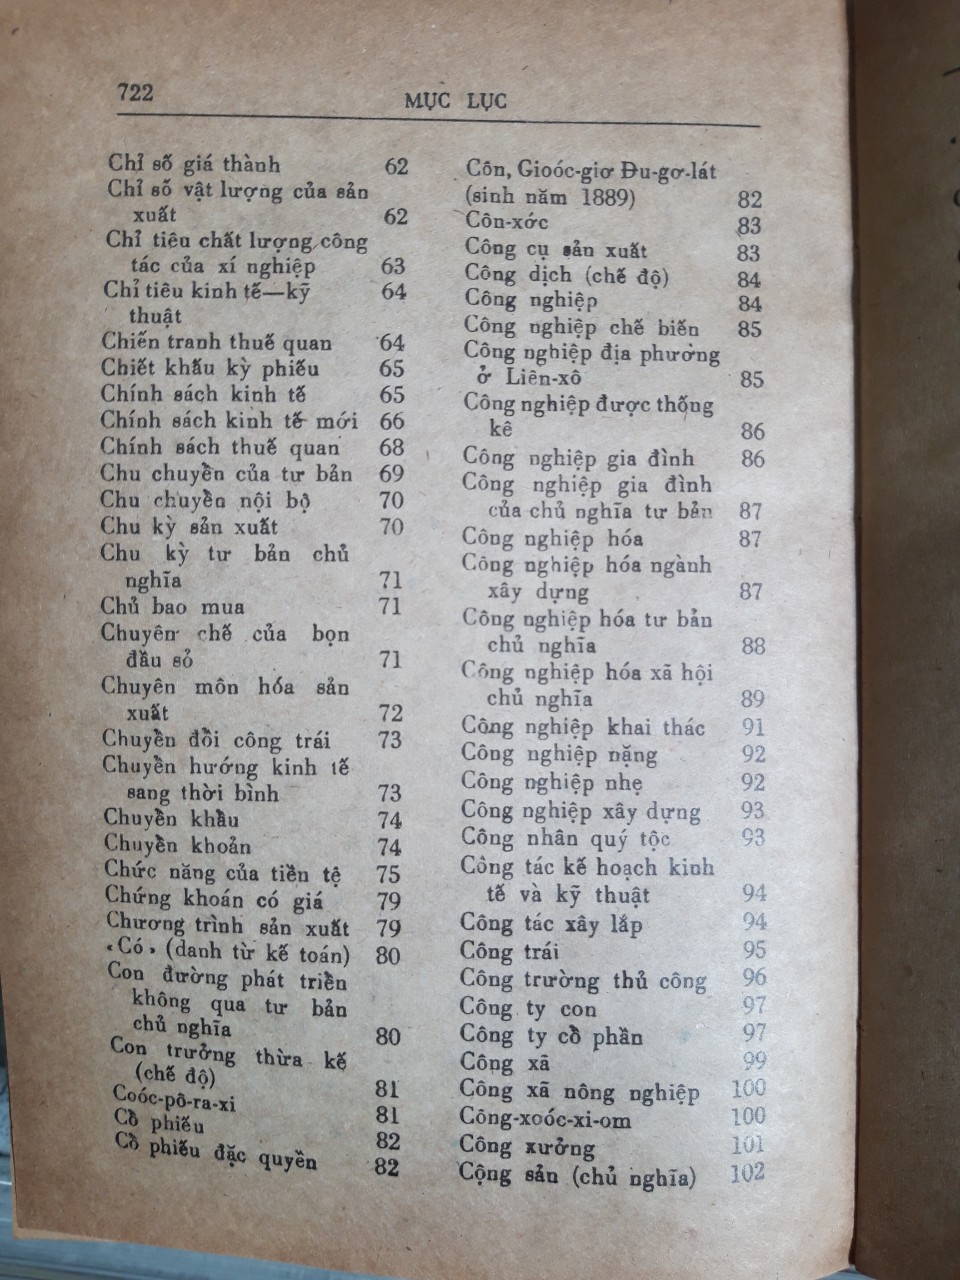 722
MỤC LỤC
Chỉ số giá thành 62
Chỉ số vật lượng của sản
xuất 62
Chỉ tiêu chất lượng công
tác của xí nghiệp 63
Chỉ tiêu kinh tế—kỹ 64
thuật
Chiến tranh thuế quan 64
Chiết khấu kỳ phiếu 65
Chính sách kinh tế 65
Chính sách kinh tế mới 66
Chính sách thuế quan 68
Chu chuyển của tư bản 69
Chu chuyển nội bộ 70
Chu kỳ sản xuất 70
Chu kỳ tư bản chủ
nghĩa 71
Chủ bao mua 71
Chuyên chế của bọn
đầu sỏ 71
Chuyên môn hóa sản
xuất 72
Chuyển đổi công trái 73
Chuyển hướng kinh tế
sang thời bình 73
Chuyển khẩu 74
Chuyển khoản 74
Chức năng của tiền tệ 75
Chứng khoán có giá 79
Chương trình sản xuất 79
«Có» (danh từ kế toán) 80
Con đường phát triển
không qua tư bản
chủ nghĩa 80
Con trưởng thừa kế
(chế độ) 81
Coóc-pô-ra-xi 81
Cổ phiếu 82
Cổ phiếu đặc quyền 82
Côn, Gioóc-giơ Đu-gơ-lát
(sinh năm 1889) 82
Côn-xớc 83
Công cụ sản xuất 83
Công dịch (chế độ) 84
Công nghiệp 84
Công nghiệp chế biến 85
Công nghiệp địa phương
ở Liên-xô 85
Công nghiệp được thống
kê 86
Công nghiệp gia đình 86
Công nghiệp gia đình
của chủ nghĩa tư bản 87
Công nghiệp hóa 87
Công nghiệp hóa ngành
xây dựng 87
Công nghiệp hóa tư bản
chủ nghĩa 88
Công nghiệp hóa xã hội
chủ nghĩa 89
Công nghiệp khai thác 91
Công nghiệp nặng 92
Công nghiệp nhẹ 92
Công nghiệp xây dựng 93
Công nhân quý tộc 93
Công tác kế hoạch kinh
tế và kỹ thuật 94
Công tác xây lắp 94
Công trái 95
Công trường thủ công 96
Công ty con 97
Công ty cổ phần 97
Công xã 99
Công xã nông nghiệp 100
Công-xoóc-xi-om 100
Công xưởng 101
Cộng sản (chủ nghĩa) 102